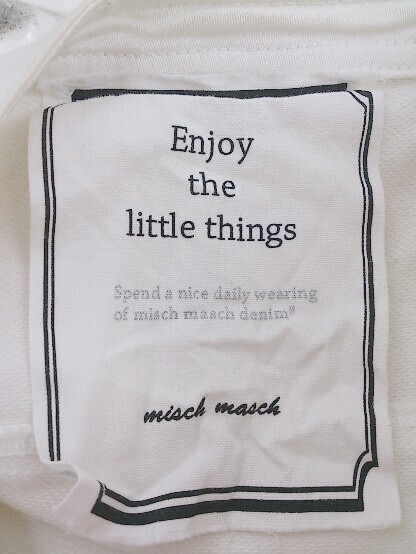 Enjoy
the
little things
Spend a nice daily wearing
of misch masch denim®
misch masch